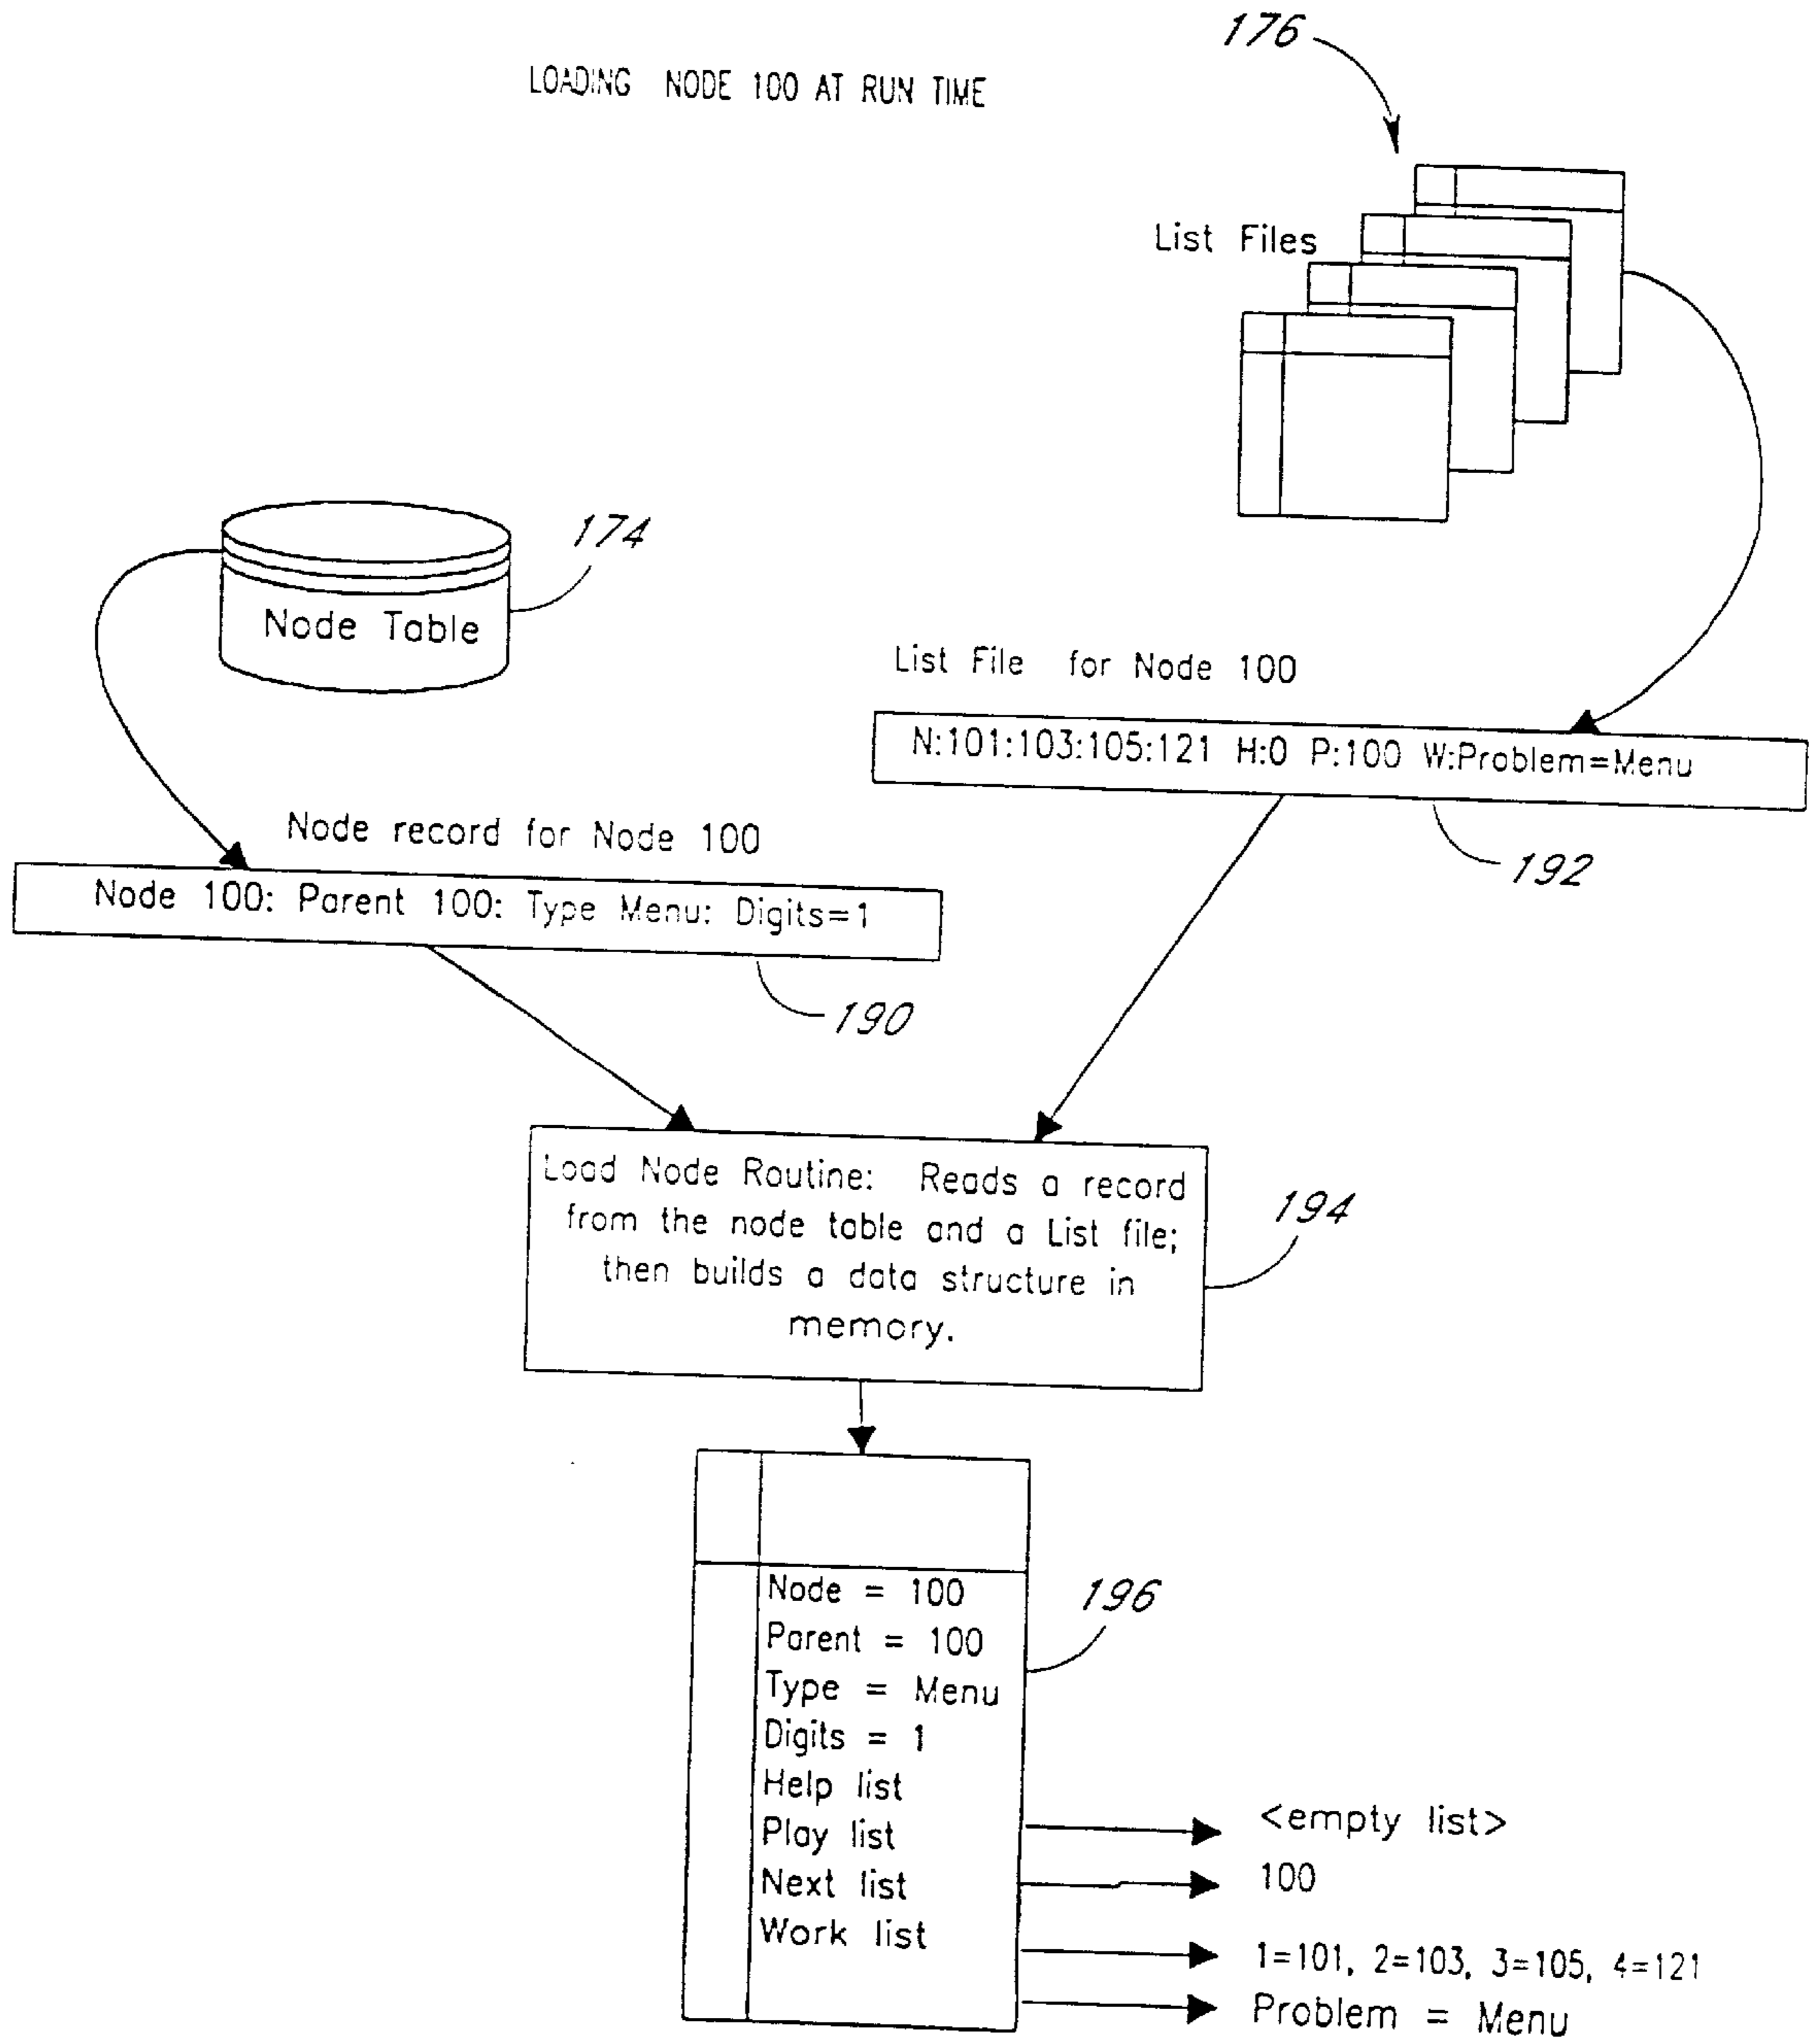 176
LOADING NODE 100 AT RUN TIME
List Files
174
Node Table
List File for Node 100
N:101:103:105:121 H:0 P:100 W:Problem=Menu
192
Node record for Node 100
Node 100: Parent 100: Type Menu: Digits=1
190
Load Node Routine: Reads a record
from the node table and a List file;
then builds a data structure in
memory.
194
196
Node = 100
Parent = 100
Type = Menu
Digits = 1
Help list
Play list
Next list
Work list
<empty list>
100
1=101, 2=103, 3=105, 4=121
Problem = Menu